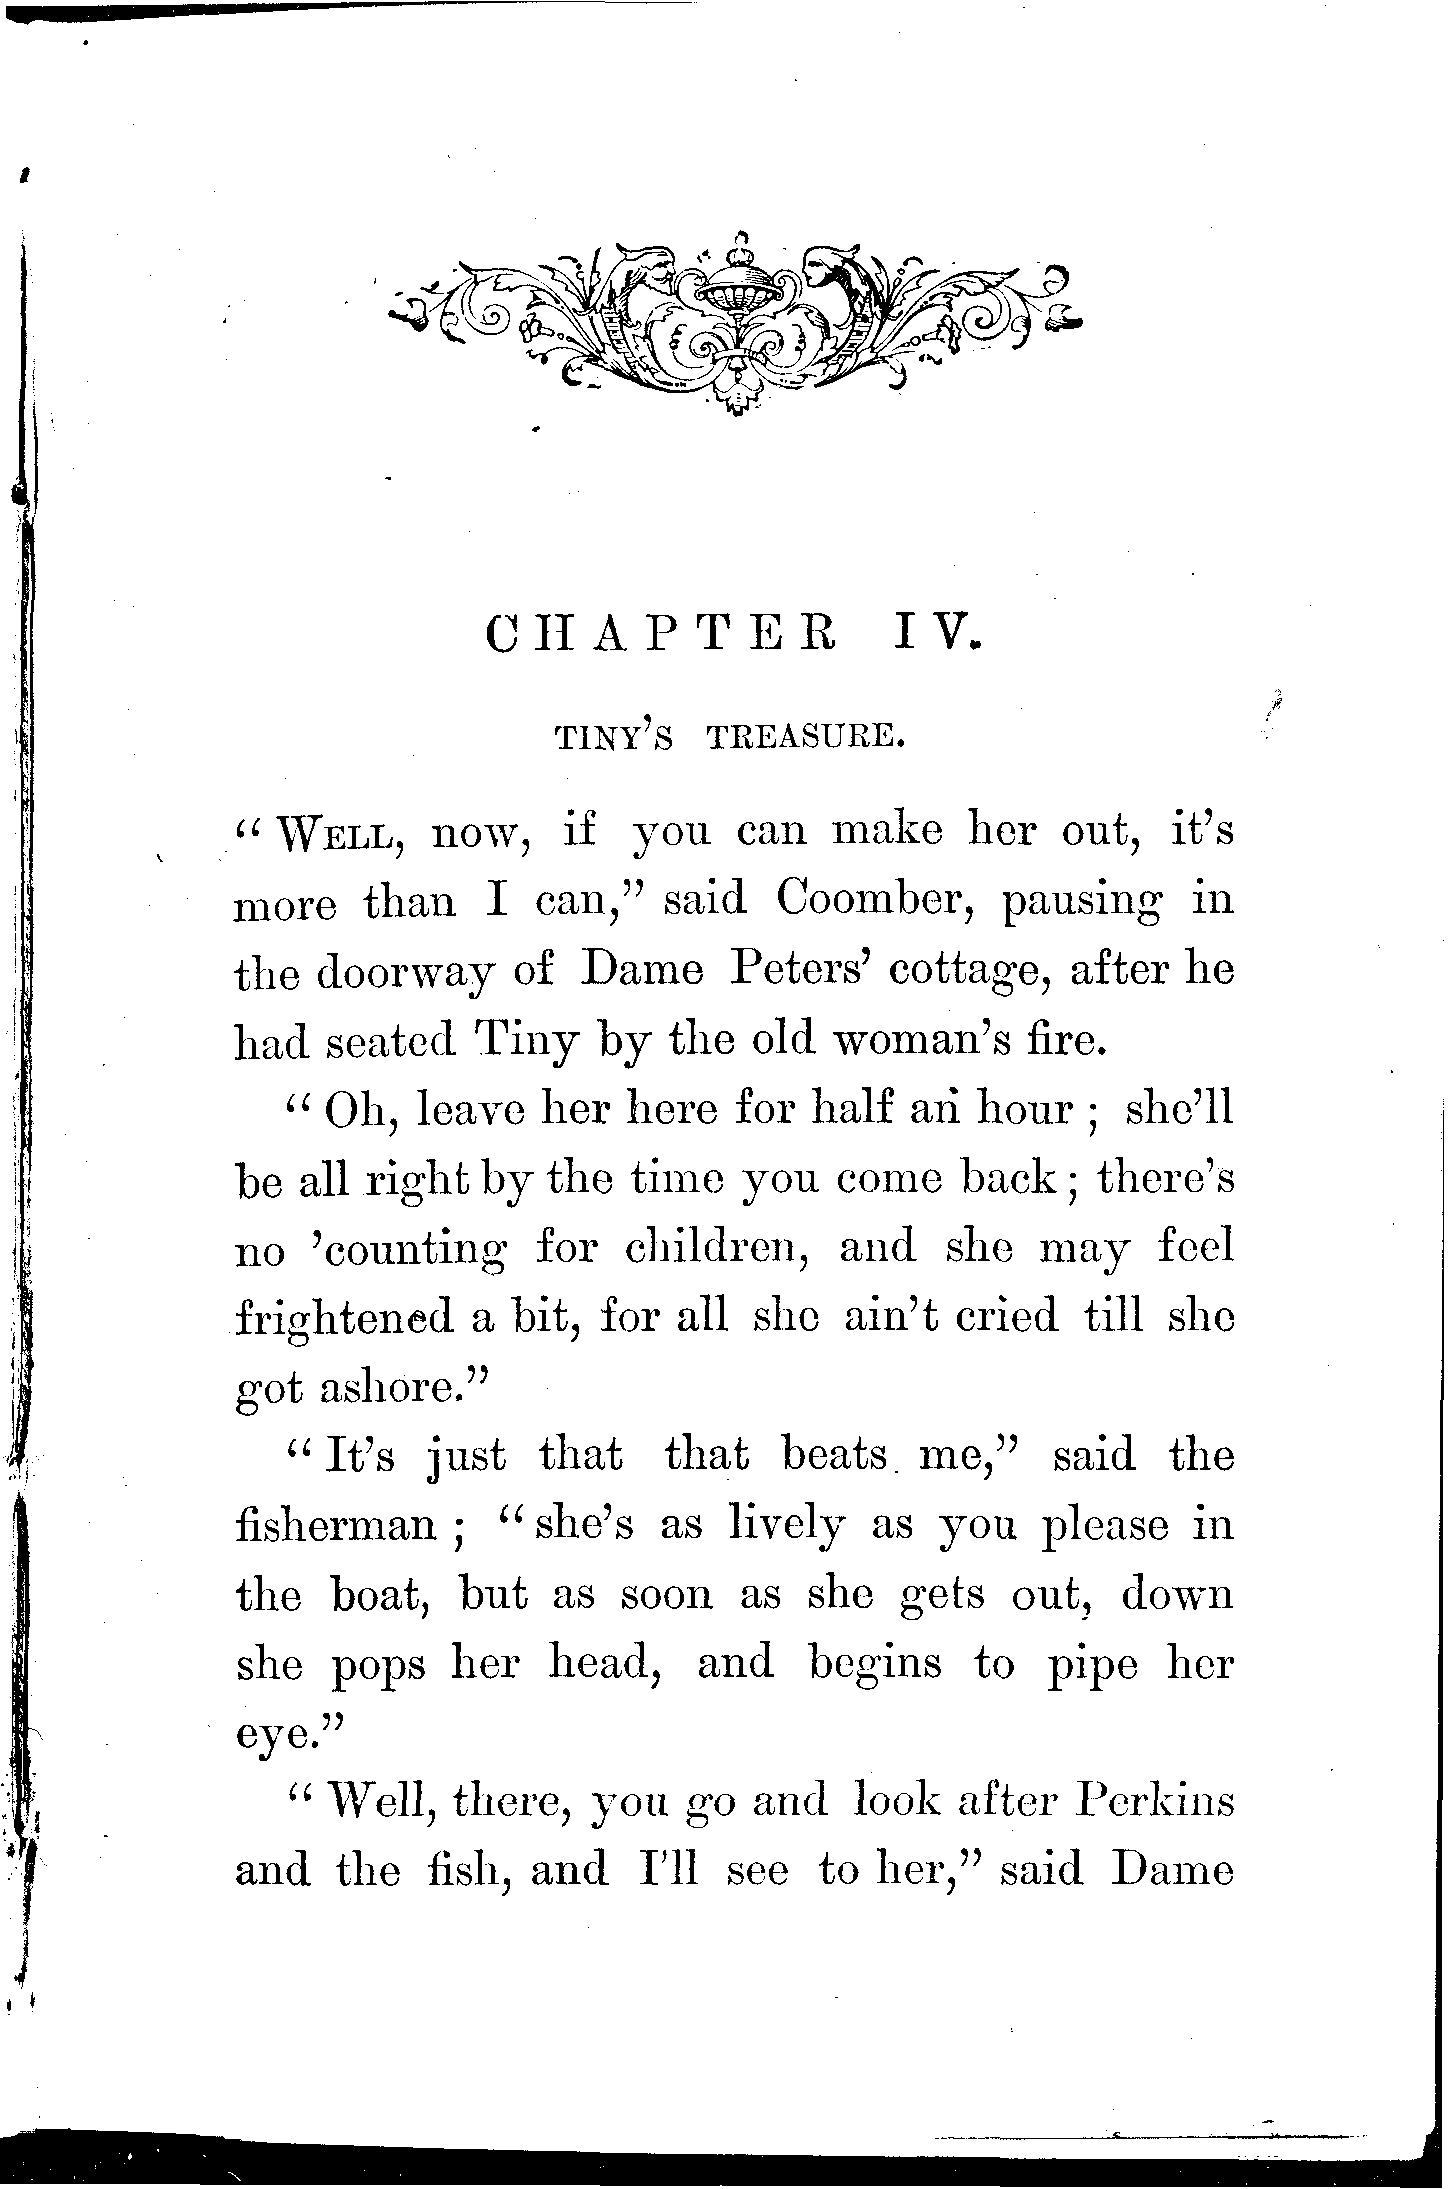 CHAPTER IV.
TINY'S TREASURE.
" WELL, now, if you can make her out, it's
more than I can," said Coomber, pausing in
the doorway of Dame Peters' cottage, after he
had seated Tiny by the old woman's fire.
" Oh, leave her here for half an hour ; she'll
be all right by the time you come back ; there's
no 'counting for children, and she may feel
frightened a bit, for all she ain't cried till she
got ashore."
" It's just that that beats me," said the
fisherman ; " she's as lively as you please in
the boat, but as soon as she gets out, down
she pops her head, and begins to pipe her
eye."
" Well, there, you go and look after Perkins
and the fish, and I'll see to her," said Dame